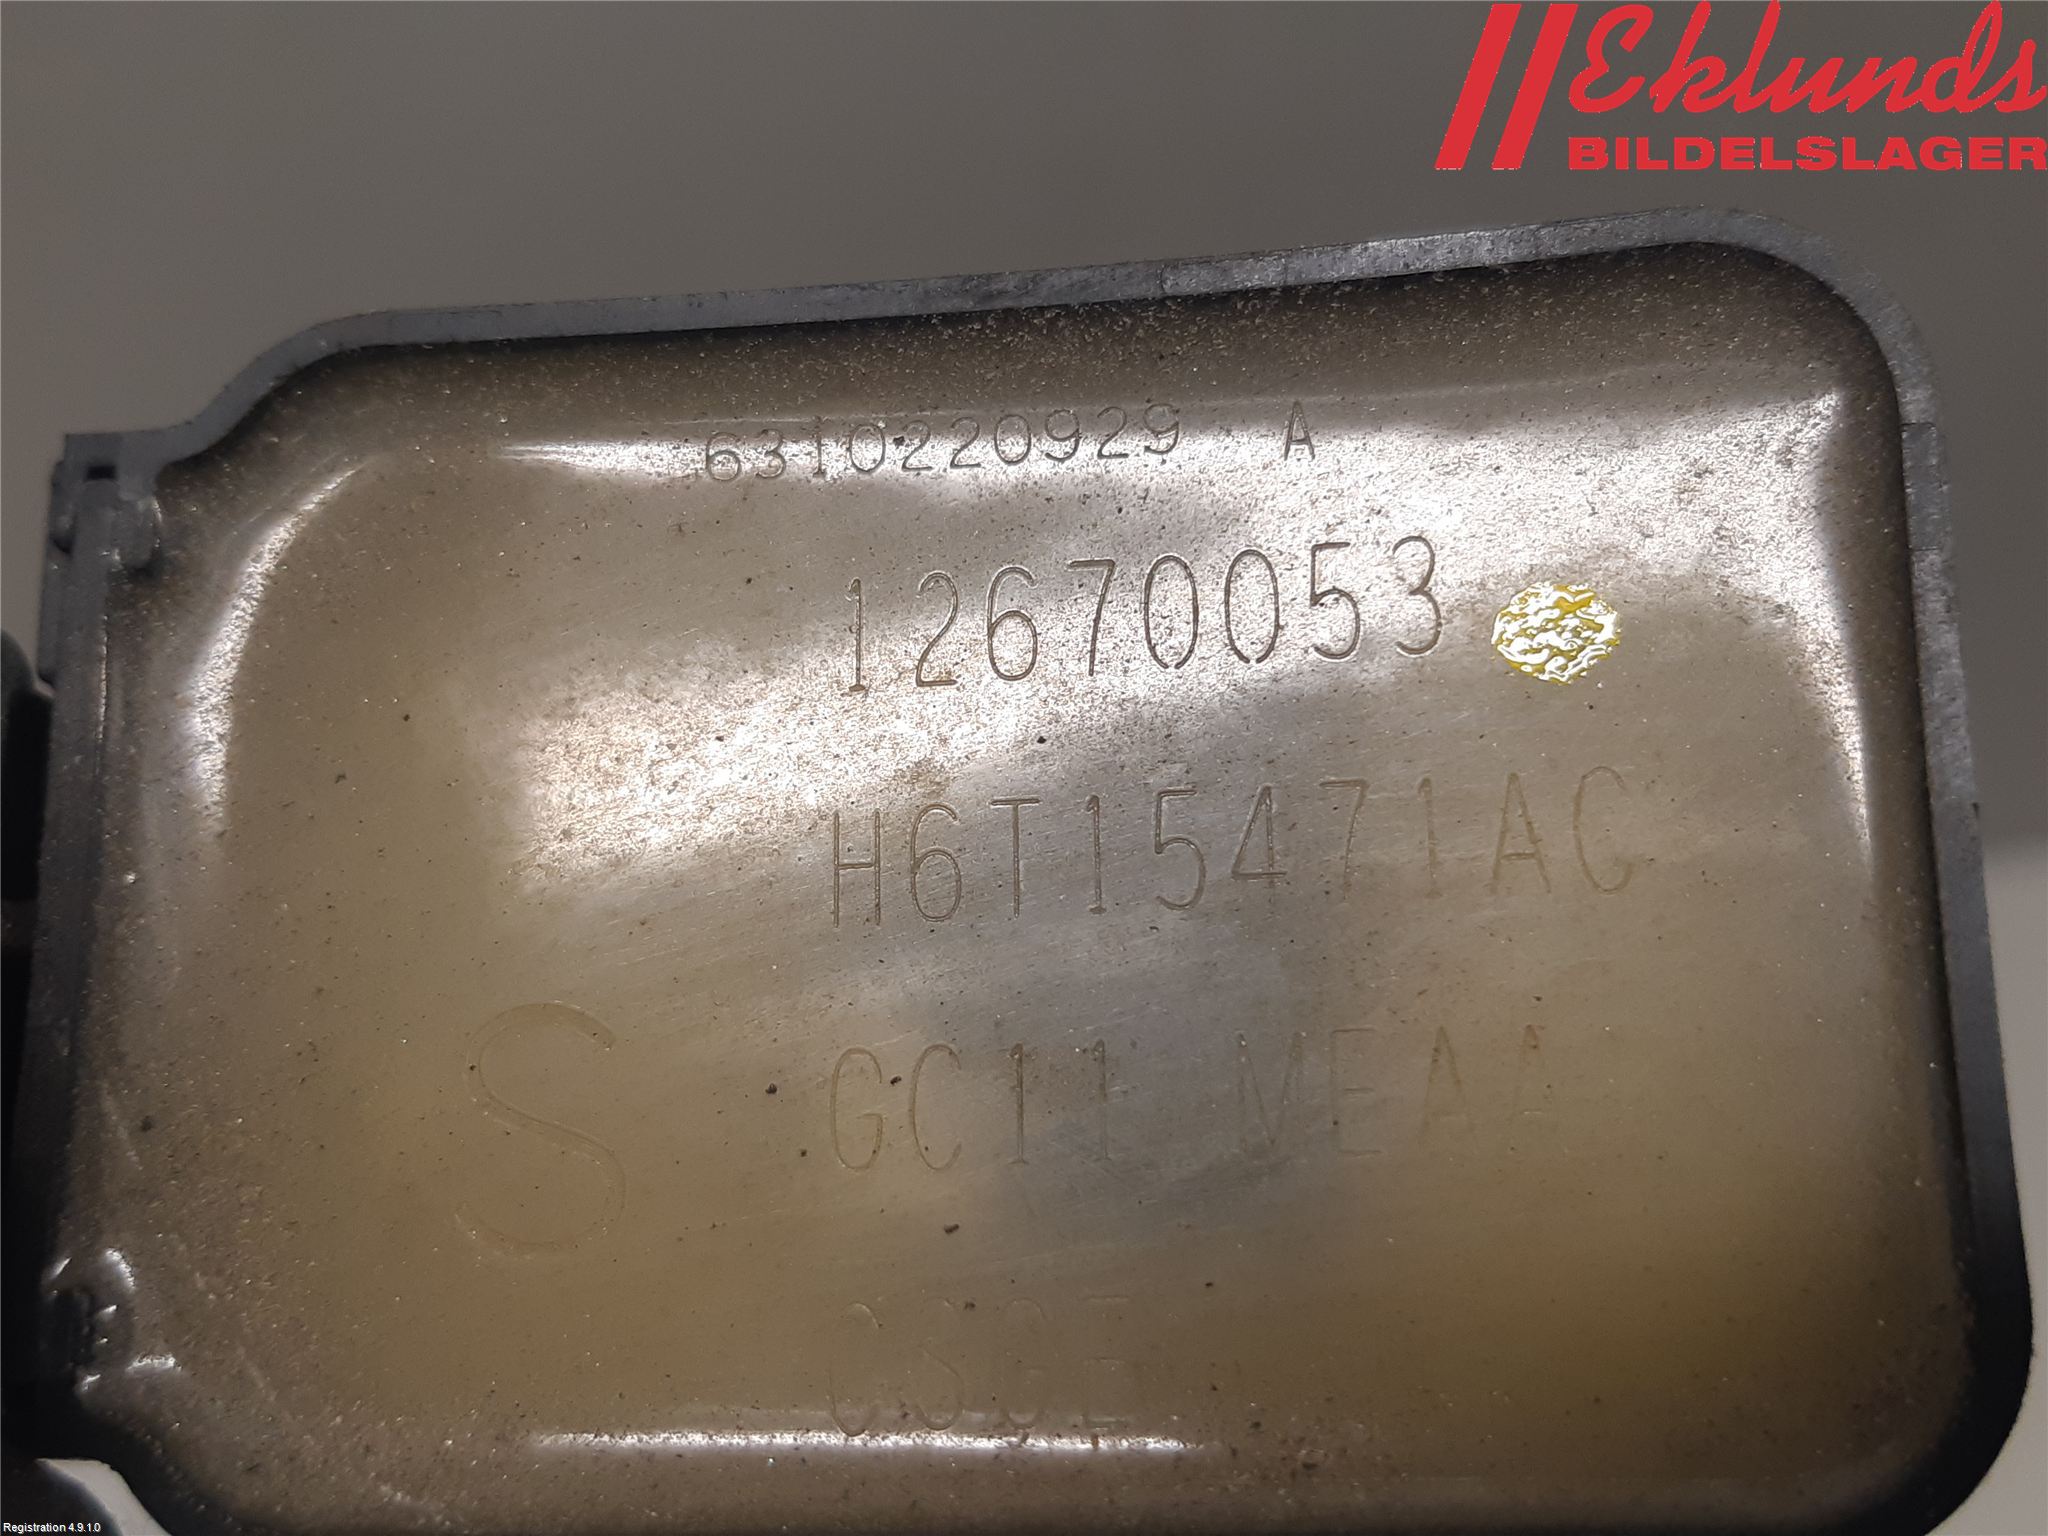 Eklunds
BILDELSLAGER
6310220929 A
12670053
H6T15471AC
S
GC11 MEAA
Registration 4.9.1.0